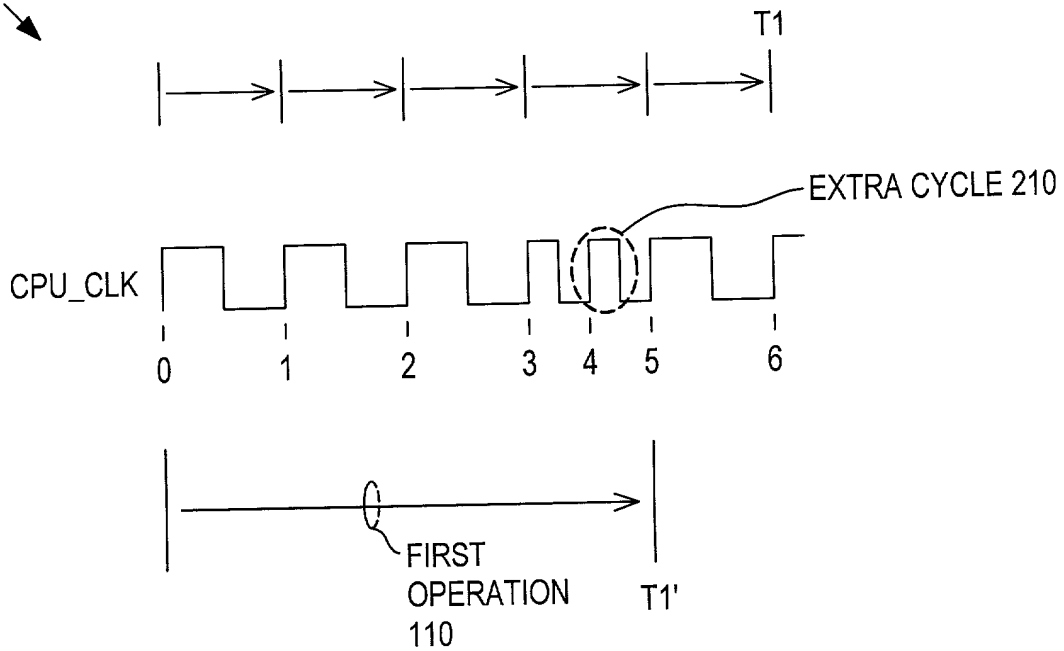 T1
EXTRA CYCLE 210
CPU_CLK
0 1 2 3 4 5 6
FIRST
OPERATION
110
T1'